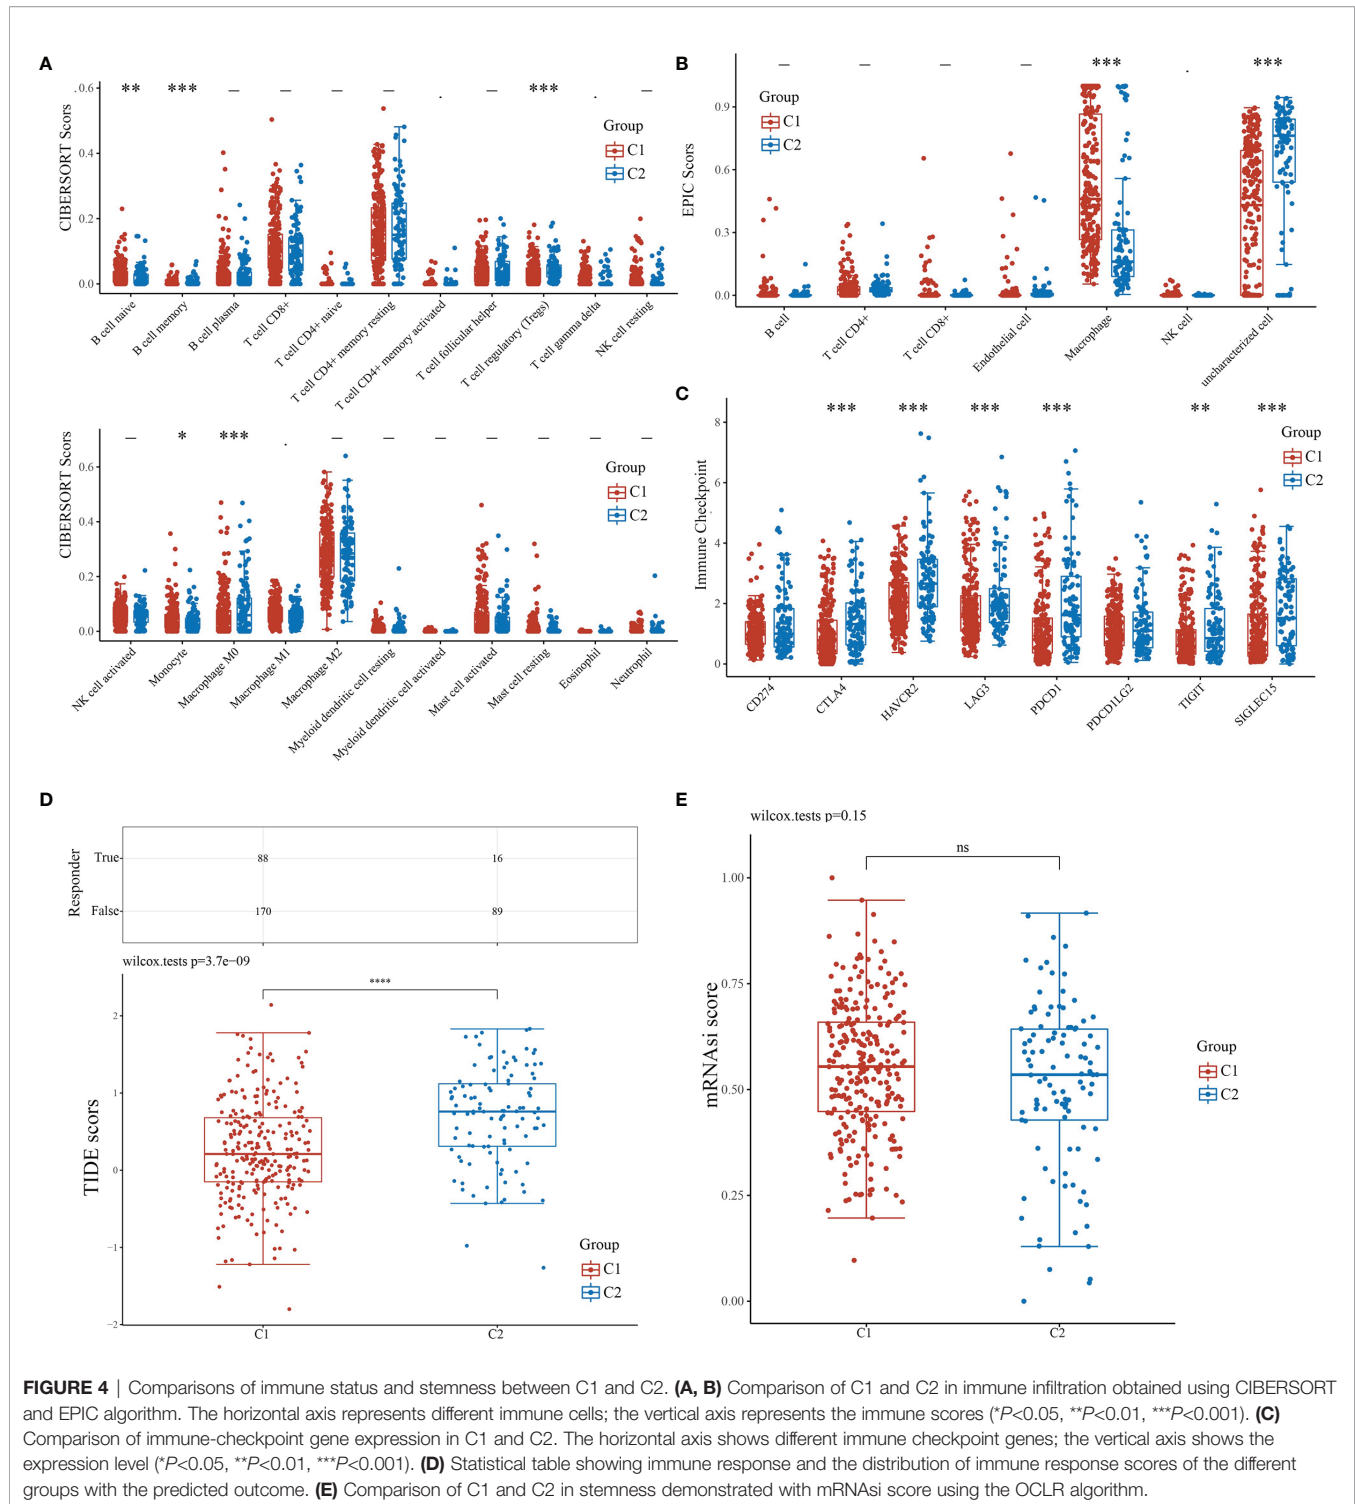 A
CIBERSORT Scors
.0.6
0.4
0.2
0.0
** *** — — — — . — *** . —
Group
C1
C2
B cell naive
B cell memory
B cell plasma
T cell CD8+
T cell CD4+ naive
T cell CD4+ memory resting
T cell CD4+ memory activated
T cell follicular helper
T cell regulatory (Tregs)
T cell gamma delta
NK cell resting
B
EPIC Scors
0.9
0.6
0.3
0.0
— — — — *** . ***
Group
C1
C2
B cell
T cell CD4+
T cell CD8+
Endothelial cell
Macrophage
NK cell
uncharacterized cell
CIBERSORT Scors
0.6
0.4
0.2
0.0
— * *** . — — — — — — —
Group
C1
C2
NK cell activated
Monocyte
Macrophage M0
Macrophage M1
Macrophage M2
Myeloid dendritic cell resting
Myeloid dendritic cell activated
Mast cell activated
Mast cell resting
Eosinophil
Neutrophil
C
Immune Checkpoint
8
6
4
2
0
*** *** *** *** ** ***
Group
C1
C2
CD274
CTLA4
HAVCR2
LAG3
PDCD1
PDCD1LG2
TIGIT
SIGLEC15
D
Responder
True 88 16
False 170 89
wilcox.tests p=3.7e−09
****
TIDE scores
2
1
0
−1
−2
Group
C1
C2
C1 C2
E
wilcox.tests p=0.15
ns
mRNAsi score
1.00
0.75
0.50
0.25
0.00
Group
C1
C2
C1 C2
FIGURE 4 | Comparisons of immune status and stemness between C1 and C2. (A, B) Comparison of C1 and C2 in immune infiltration obtained using CIBERSORT
and EPIC algorithm. The horizontal axis represents different immune cells; the vertical axis represents the immune scores (*P<0.05, **P<0.01, ***P<0.001). (C)
Comparison of immune-checkpoint gene expression in C1 and C2. The horizontal axis shows different immune checkpoint genes; the vertical axis shows the
expression level (*P<0.05, **P<0.01, ***P<0.001). (D) Statistical table showing immune response and the distribution of immune response scores of the different
groups with the predicted outcome. (E) Comparison of C1 and C2 in stemness demonstrated with mRNAsi score using the OCLR algorithm.